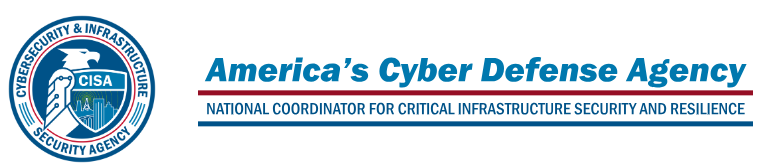 CYBERSECURITY & INFRASTRUCTURE
SECURITY AGENCY
CISA
America's Cyber Defense Agency
NATIONAL COORDINATOR FOR CRITICAL INFRASTRUCTURE SECURITY AND RESILIENCE